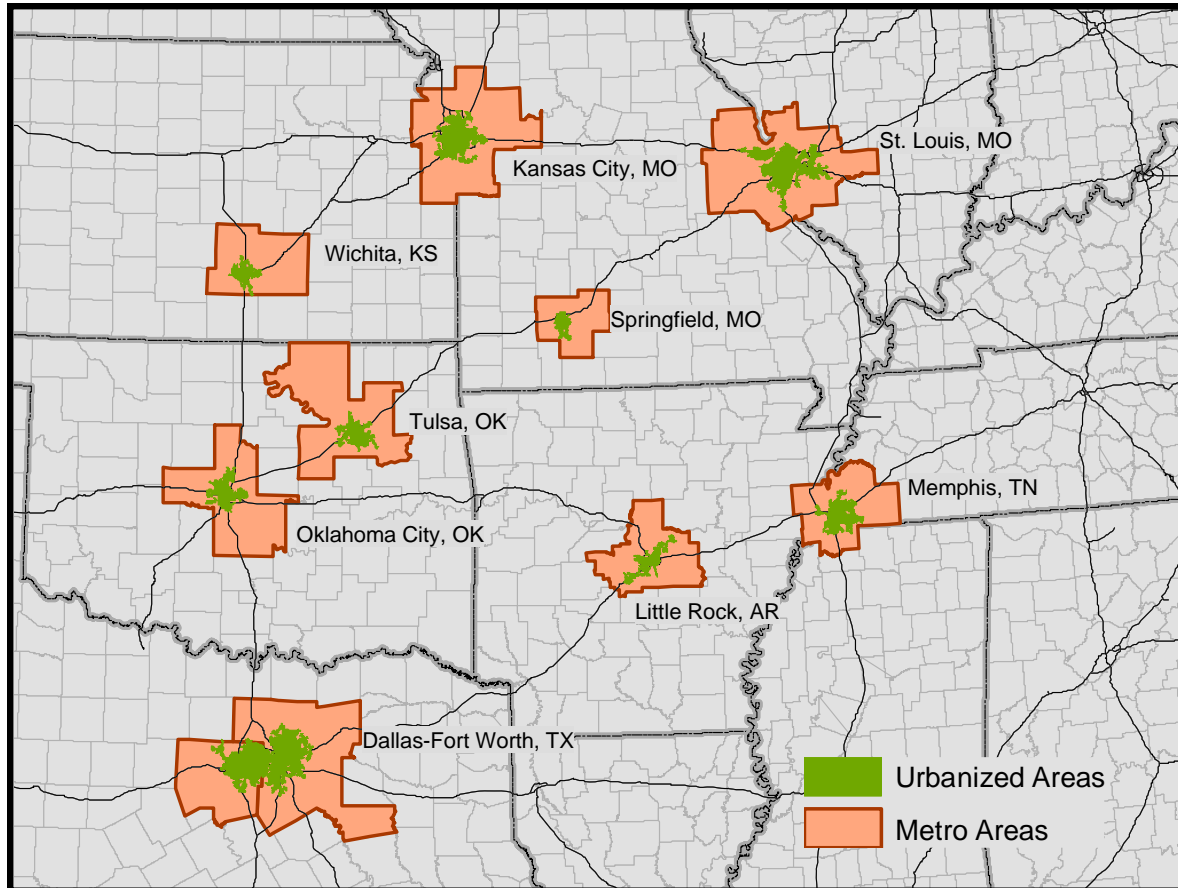 St. Louis, MO
Kansas City, MO
Wichita, KS
Springfield, MO
Tulsa, OK
Memphis, TN
Oklahoma City, OK
Little Rock, AR
Dallas-Fort Worth, TX
Urbanized Areas
Metro Areas